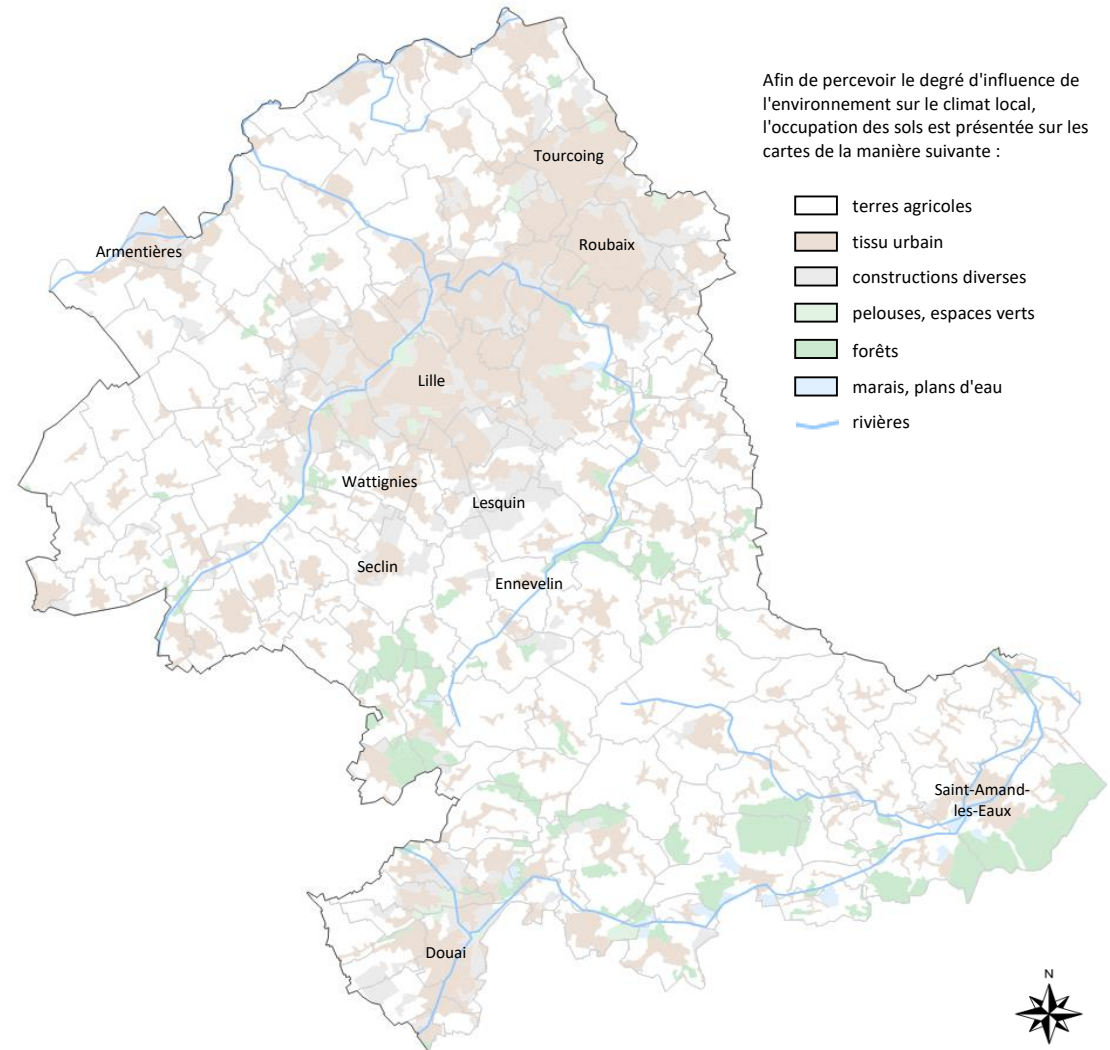 Afin de percevoir le degré d'influence de
l'environnement sur le climat local,
l'occupation des sols est présentée sur les
cartes de la manière suivante :
terres agricoles
tissu urbain
constructions diverses
pelouses, espaces verts
forêts
marais, plans d'eau
rivières
Tourcoing
Roubaix
Armentières
Lille
Wattignies
Lesquin
Seclin
Ennevelin
Saint-Amand-
les-Eaux
Douai
N